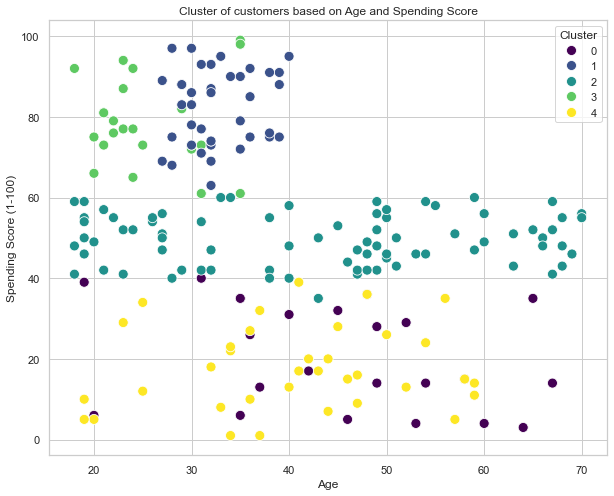 Cluster of customers based on Age and Spending Score
Cluster
0
1
2
3
4
100
80
60
40
20
0
Spending Score (1-100)
20 30 40 50 60 70
Age